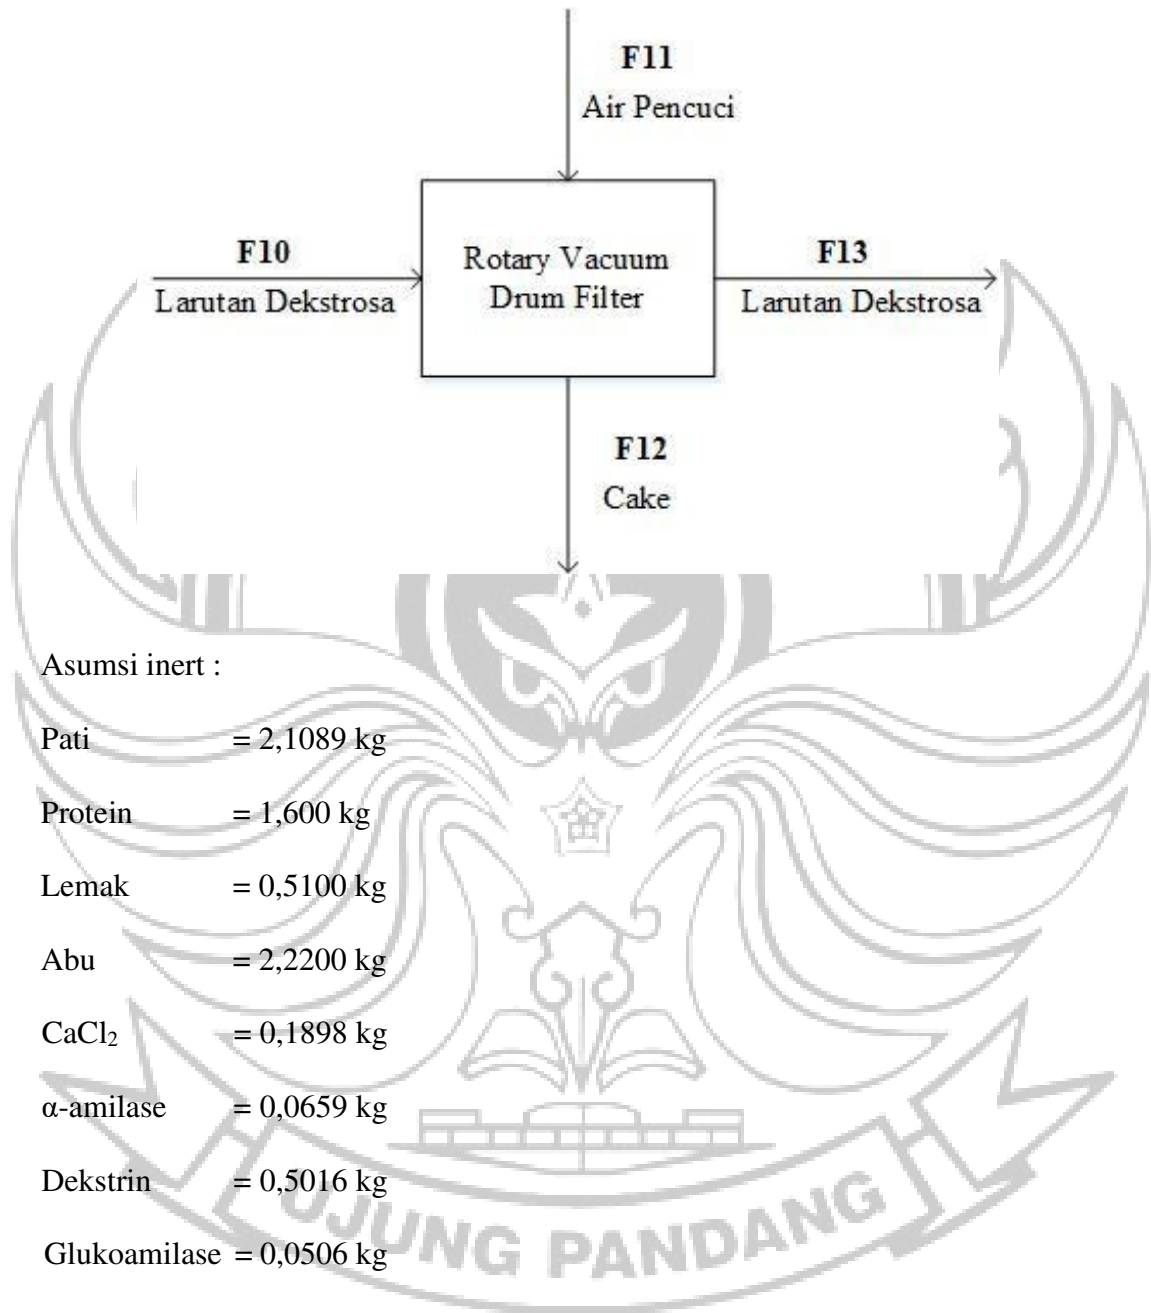 F11
Air Pencuci
F10
Larutan Dekstrosa
Rotary Vacuum
Drum Filter
F13
Larutan Dekstrosa
F12
Cake
Asumsi inert :
Pati = 2,1089 kg
Protein = 1,600 kg
Lemak = 0,5100 kg
Abu = 2,2200 kg
CaCl₂ = 0,1898 kg
α-amilase = 0,0659 kg
Dekstrin = 0,5016 kg
Glukoamilase = 0,0506 kg
UJUNG PANDANG